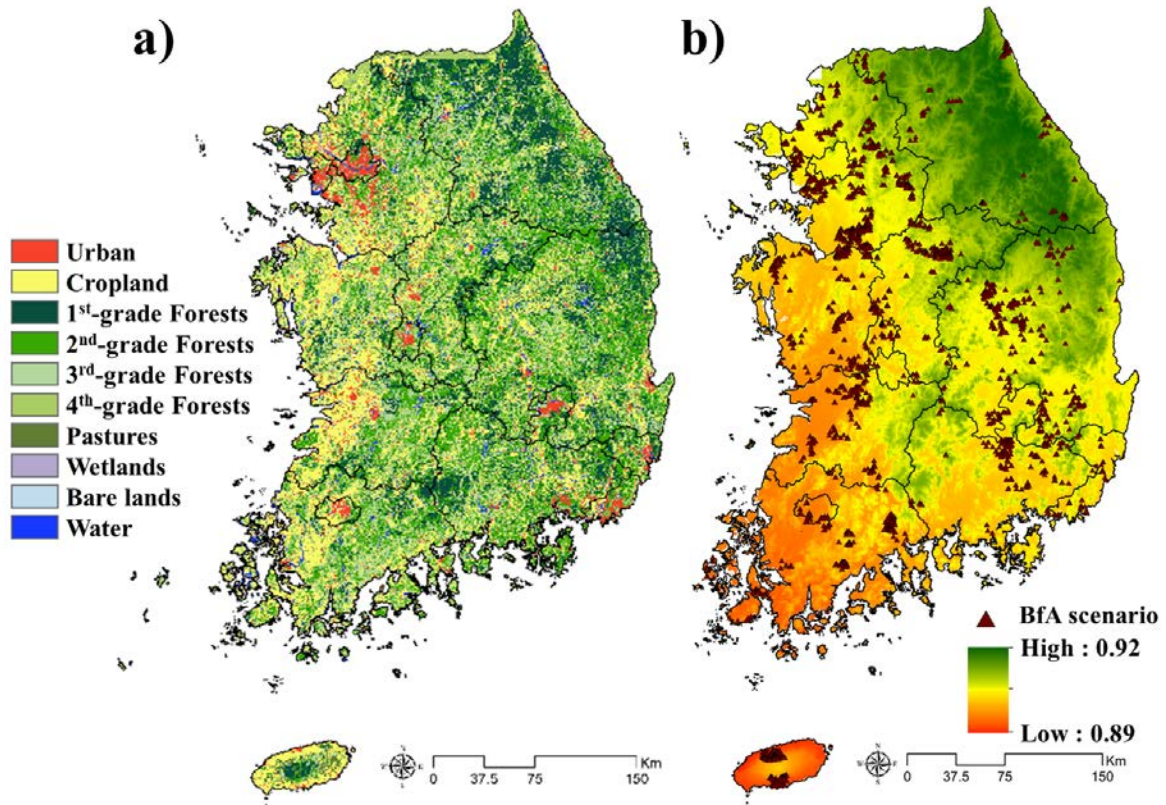 a)
b)
Urban
Cropland
1st-grade Forests
2nd-grade Forests
3rd-grade Forests
4th-grade Forests
Pastures
Wetlands
Bare lands
Water
BfA scenario
High : 0.92
Low : 0.89
N
W E
S
Km
0 37.5 75 150
N
W E
S
Km
0 37.5 75 150